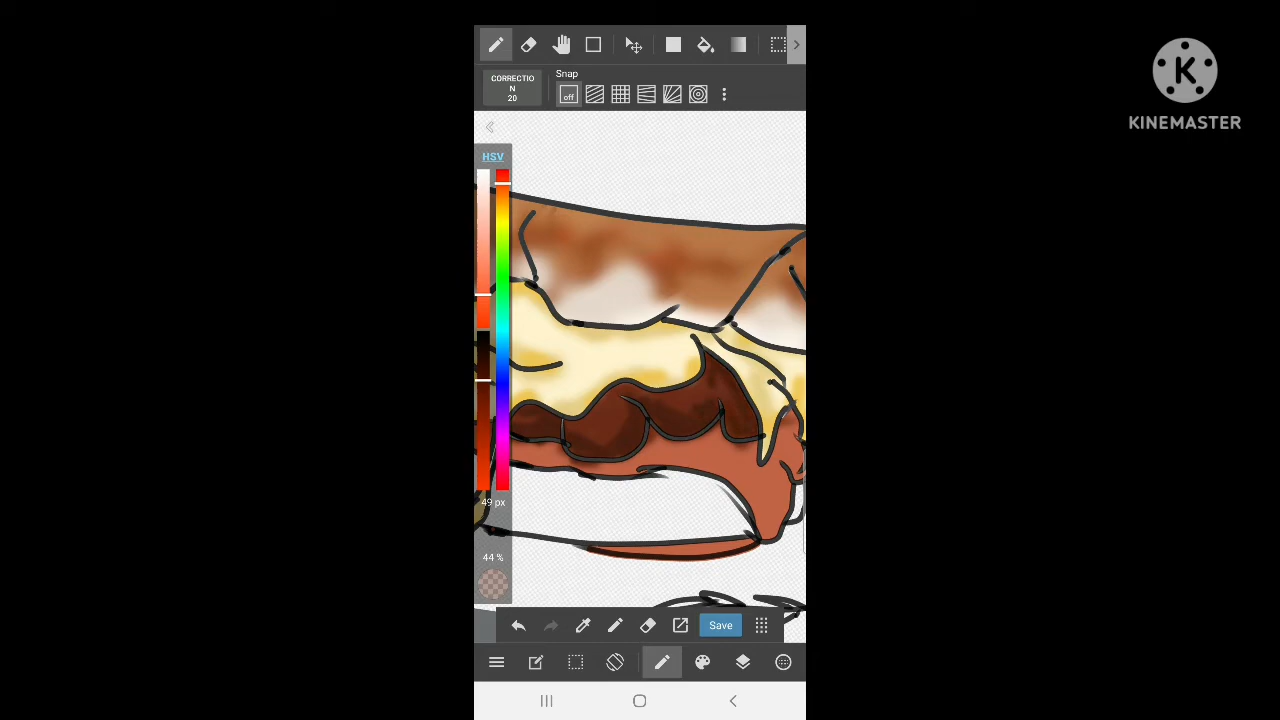 CORRECTIO
N
20
Snap
off
HSV
49 px
44 %
Save
K
KINEMASTER